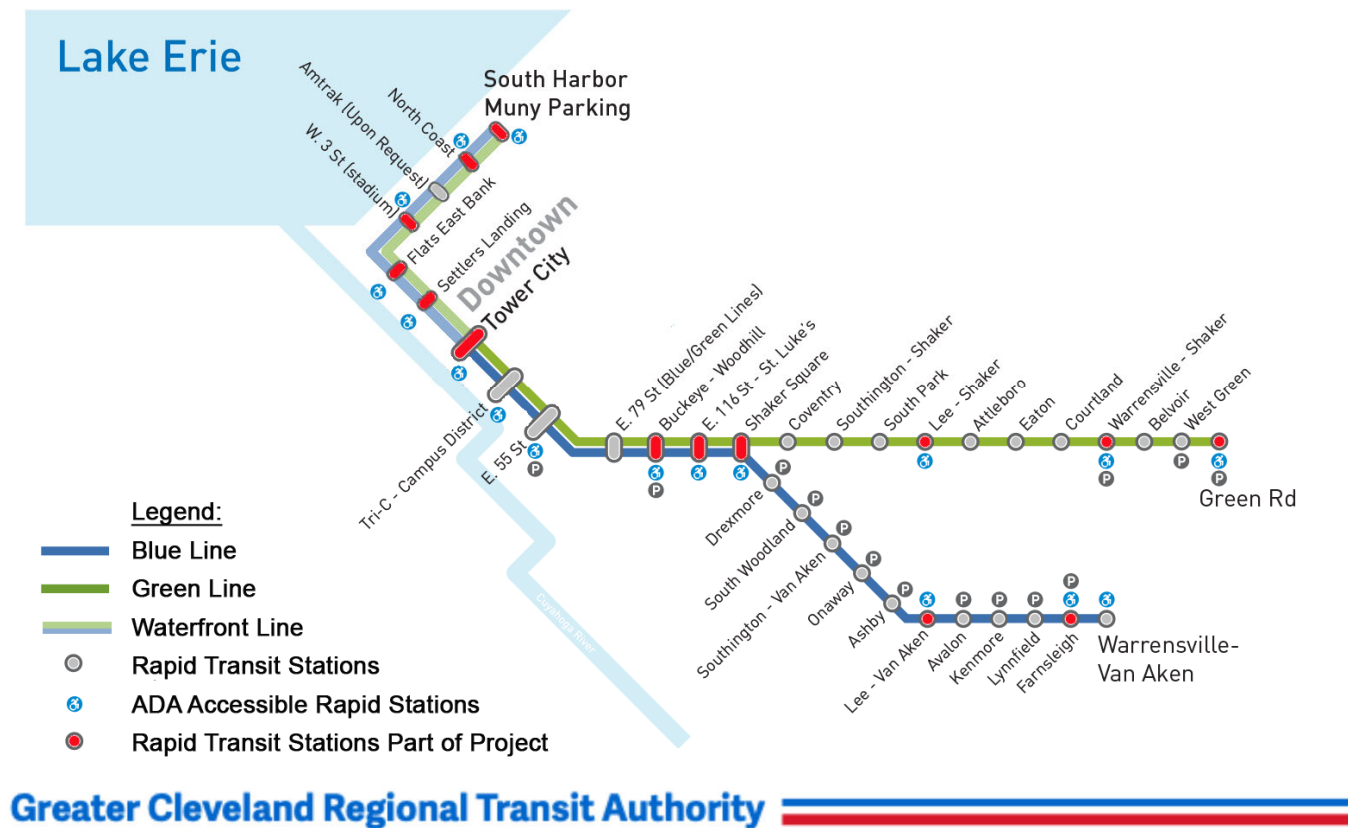 Lake Erie
South Harbor
Muny Parking
North Coast
Amtrak (Upon Request)
W. 3 St (stadium)
Flats East Bank
Settlers Landing
Downtown
Tower City
Tri-C - Campus District
E. 55 St
P
E. 79 St (Blue/Green Lines)
Buckeye - Woodhill
P
E. 116 St - St. Luke's
Shaker Square
Coventry
Southington - Shaker
South Park
Lee - Shaker
Attleboro
Eaton
Courtland
Warrensville - Shaker
P
Belvoir
West Green
P
P
Green Rd
Drexmore
P
South Woodland
P
Southington - Van Aken
P
Onaway
P
Ashby
P
Lee - Van Aken
Avalon
P
Kenmore
P
Lynnfield
P
Farnsleigh
P
Warrensville-
Van Aken
Cuyahoga River
Legend:
Blue Line
Green Line
Waterfront Line
Rapid Transit Stations
ADA Accessible Rapid Stations
Rapid Transit Stations Part of Project
Greater Cleveland Regional Transit Authority